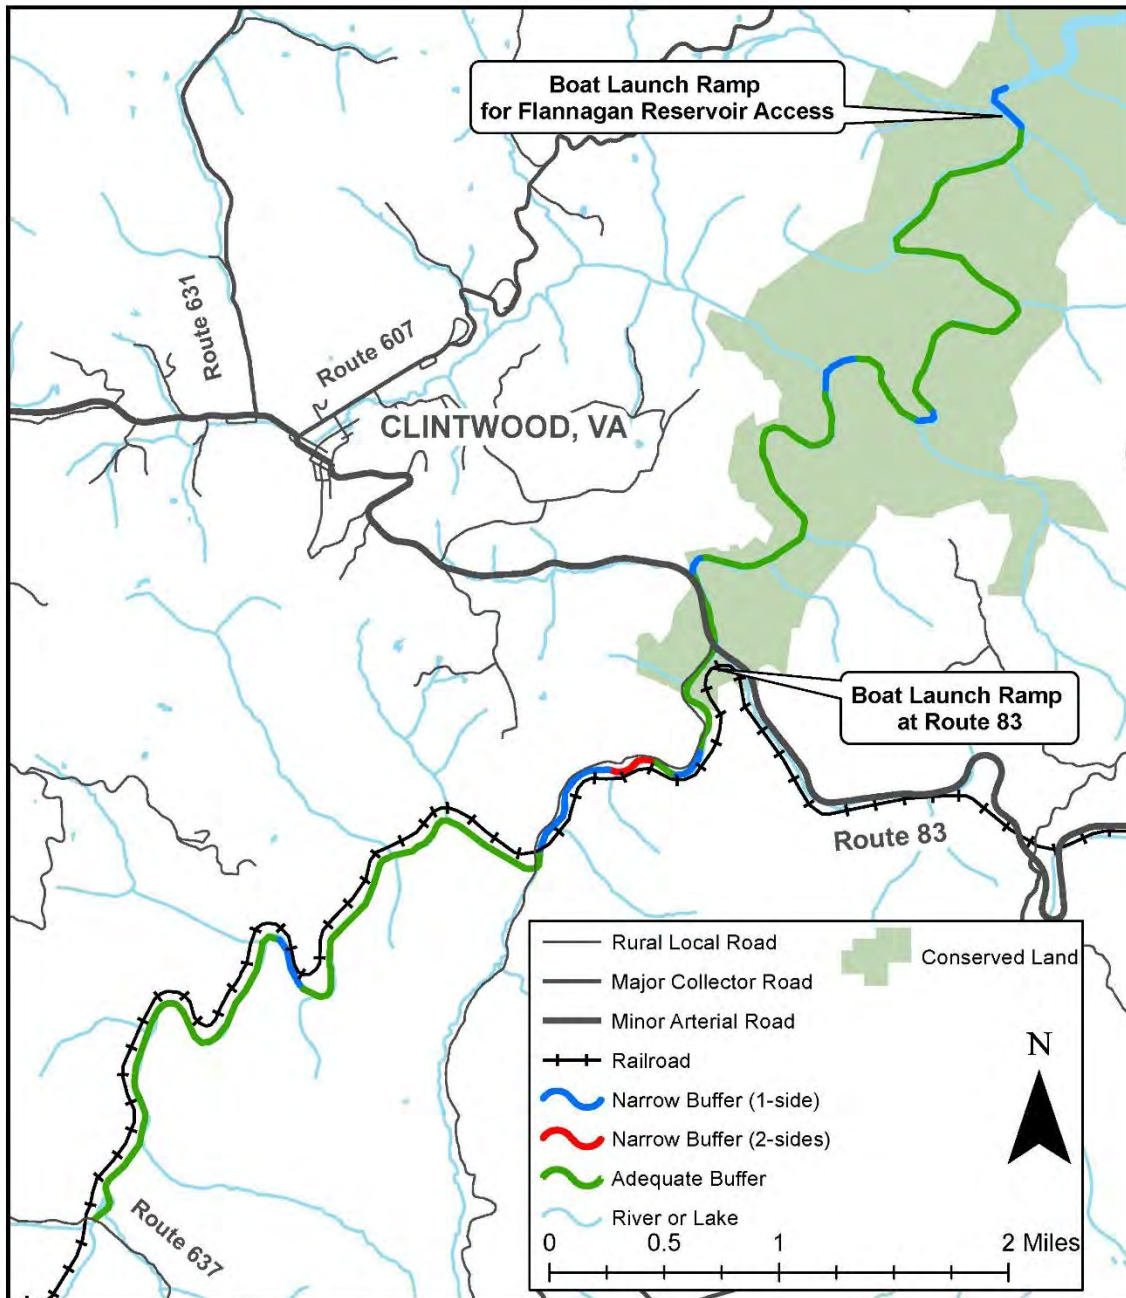 Boat Launch Ramp
for Flannagan Reservoir Access
Route 631
Route 607
CLINTWOOD, VA
Boat Launch Ramp
at Route 83
Route 83
Rural Local Road
Conserved Land
Major Collector Road
Minor Arterial Road
Railroad
N
Narrow Buffer (1-side)
Narrow Buffer (2-sides)
Adequate Buffer
River or Lake
Route 637
0 0.5 1 2 Miles